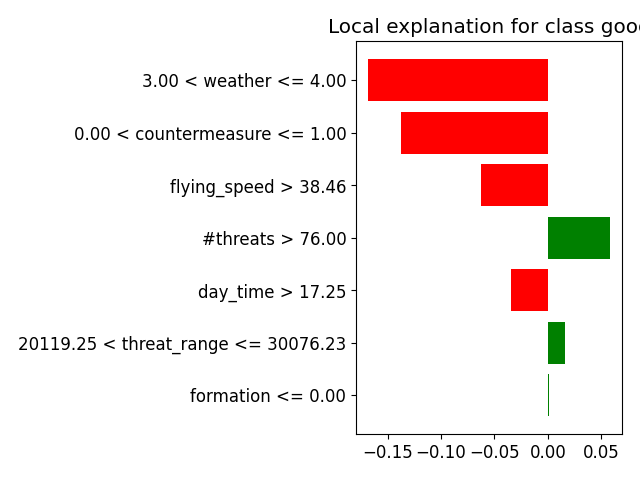 Local explanation for class goo
3.00 < weather <= 4.00
0.00 < countermeasure <= 1.00
flying_speed > 38.46
#threats > 76.00
day_time > 17.25
20119.25 < threat_range <= 30076.23
formation <= 0.00
−0.15 −0.10 −0.05 0.00 0.05